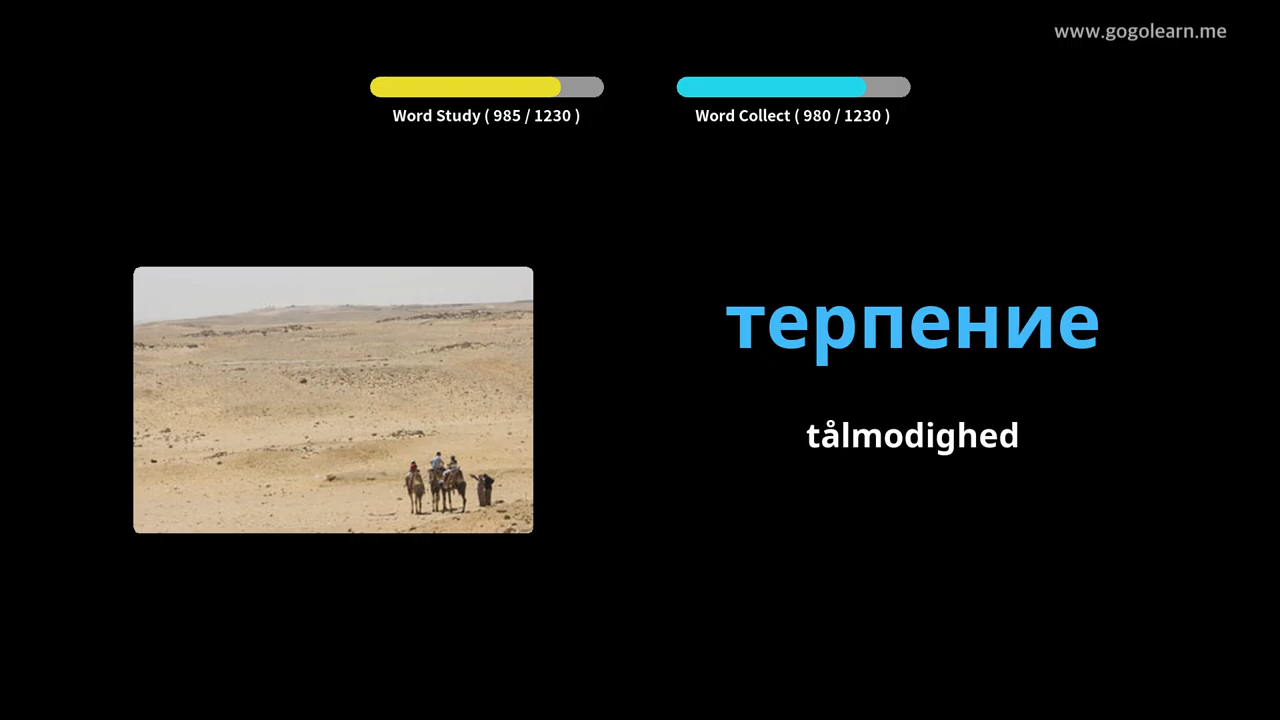 www.gogolearn.me
Word Study ( 985 / 1230 )
Word Collect ( 980 / 1230 )
терпение
tålmodighed